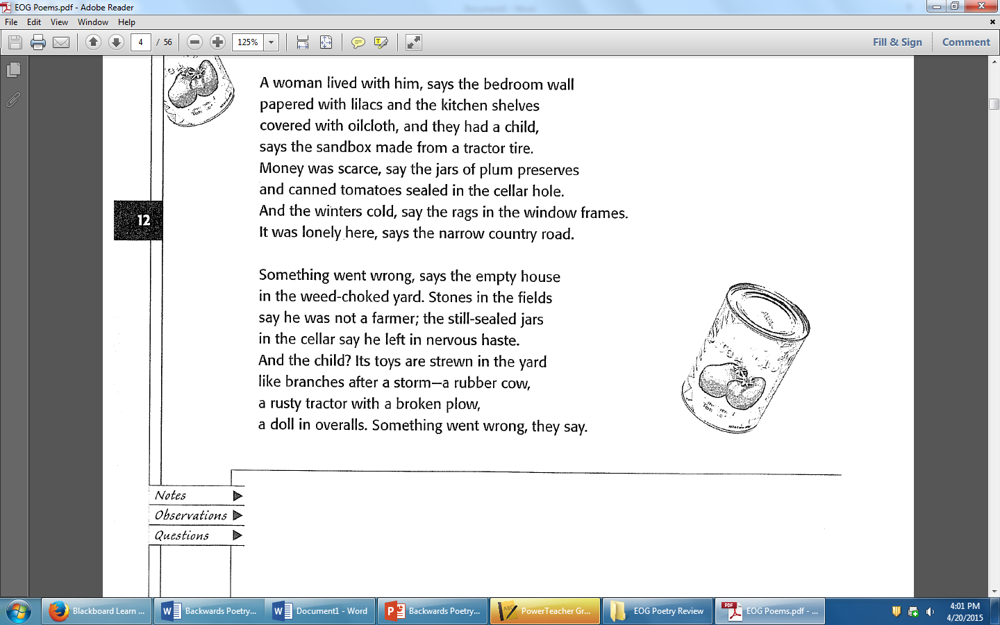 EOG Poems.pdf - Adobe Reader
File Edit View Window Help
4 / 56 125% Fill & Sign Comment
A woman lived with him, says the bedroom wall
papered with lilacs and the kitchen shelves
covered with oilcloth, and they had a child,
says the sandbox made from a tractor tire.
Money was scarce, say the jars of plum preserves
and canned tomatoes sealed in the cellar hole.
And the winters cold, say the rags in the window frames.
It was lonely here, says the narrow country road.
12
Something went wrong, says the empty house
in the weed-choked yard. Stones in the fields
say he was not a farmer; the still-sealed jars
in the cellar say he left in nervous haste.
And the child? Its toys are strewn in the yard
like branches after a storm—a rubber cow,
a rusty tractor with a broken plow,
a doll in overalls. Something went wrong, they say.
Notes
Observations
Questions
Blackboard Learn ... Backwards Poetry... Document1 - Word Backwards Poetry... PowerTeacher Gr... EOG Poetry Review EOG Poems.pdf - ...
4:01 PM
4/20/2015